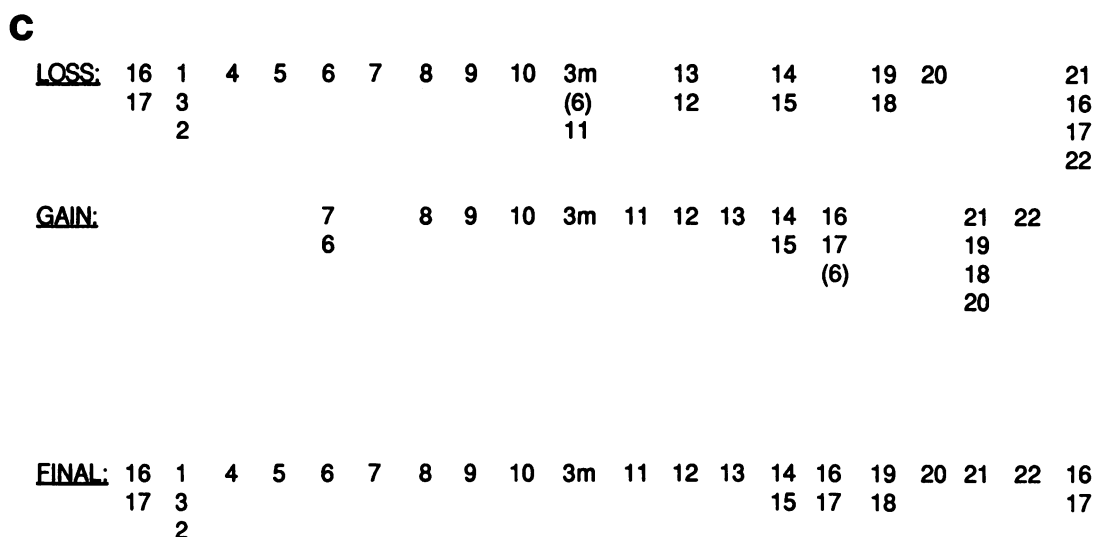 C
LOSS: 16 1 4 5 6 7 8 9 10 3m 13 14 19 20 21
17 3 (6) 12 15 18 16
2 11 17
22
GAIN: 7 8 9 10 3m 11 12 13 14 16 21 22
6 15 17 19
(6) 18
20
FINAL: 16 1 4 5 6 7 8 9 10 3m 11 12 13 14 16 19 20 21 22 16
17 3 15 17 18 17
2